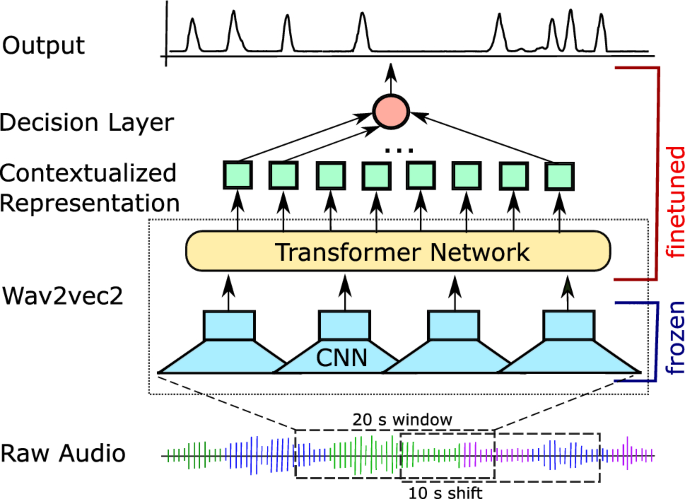 Output
Decision Layer
...
Contextualized
Representation
finetuned
Transformer Network
Wav2vec2
CNN
frozen
20 s window
Raw Audio
10 s shift